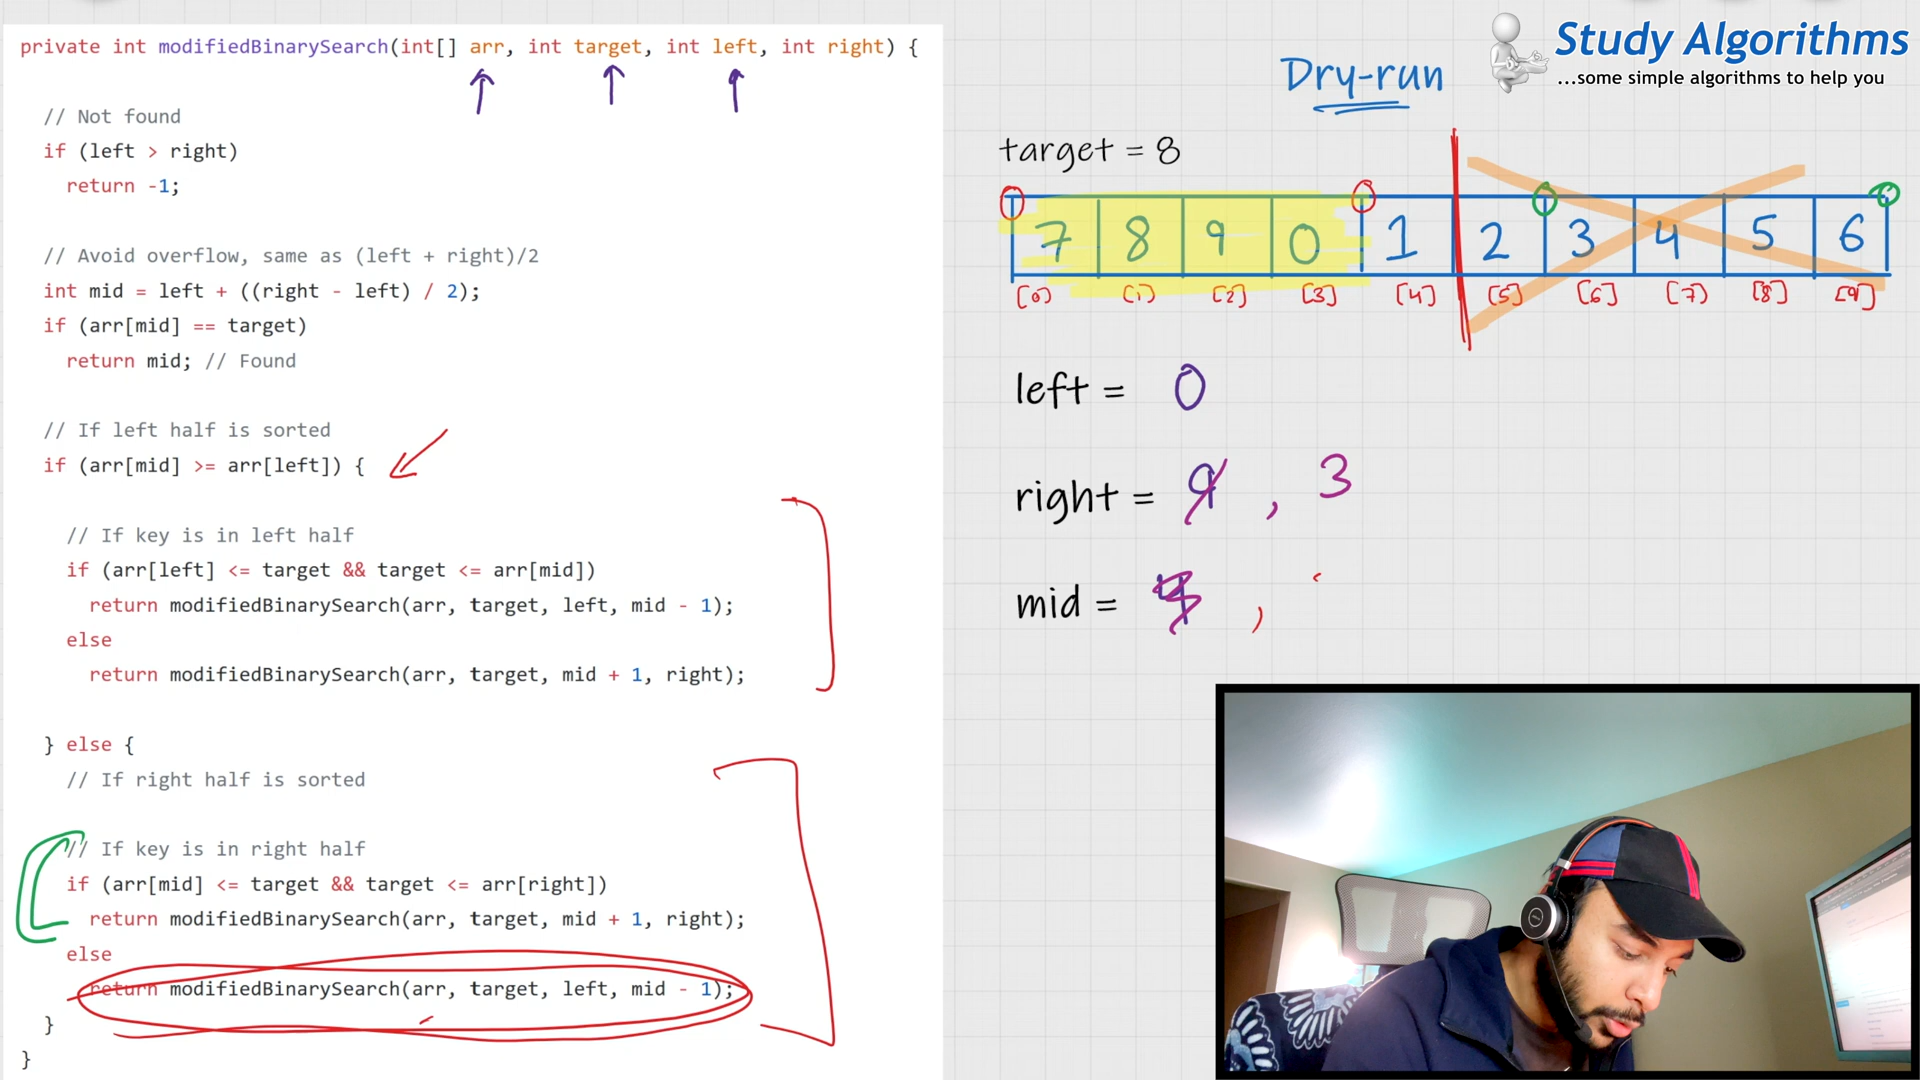 private int modifiedBinarySearch(int[] arr, int target, int left, int right) {
// Not found
if (left > right)
return -1;
// Avoid overflow, same as (left + right)/2
int mid = left + ((right - left) / 2);
if (arr[mid] == target)
return mid; // Found
// If left half is sorted
if (arr[mid] >= arr[left]) {
// If key is in left half
if (arr[left] <= target && target <= arr[mid])
return modifiedBinarySearch(arr, target, left, mid - 1);
else
return modifiedBinarySearch(arr, target, mid + 1, right);
} else {
// If right half is sorted
// If key is in right half
if (arr[mid] <= target && target <= arr[right])
return modifiedBinarySearch(arr, target, mid + 1, right);
else
return modifiedBinarySearch(arr, target, left, mid - 1);
}
}
Study Algorithms
...some simple algorithms to help you
Dry-run
target = 8
7 8 9 0 1 2 3 4 5 6
[0] [1] [2] [3] [4] [5] [6] [7] [8] [9]
left = 0
right = 9 , 3
mid = 4 ,